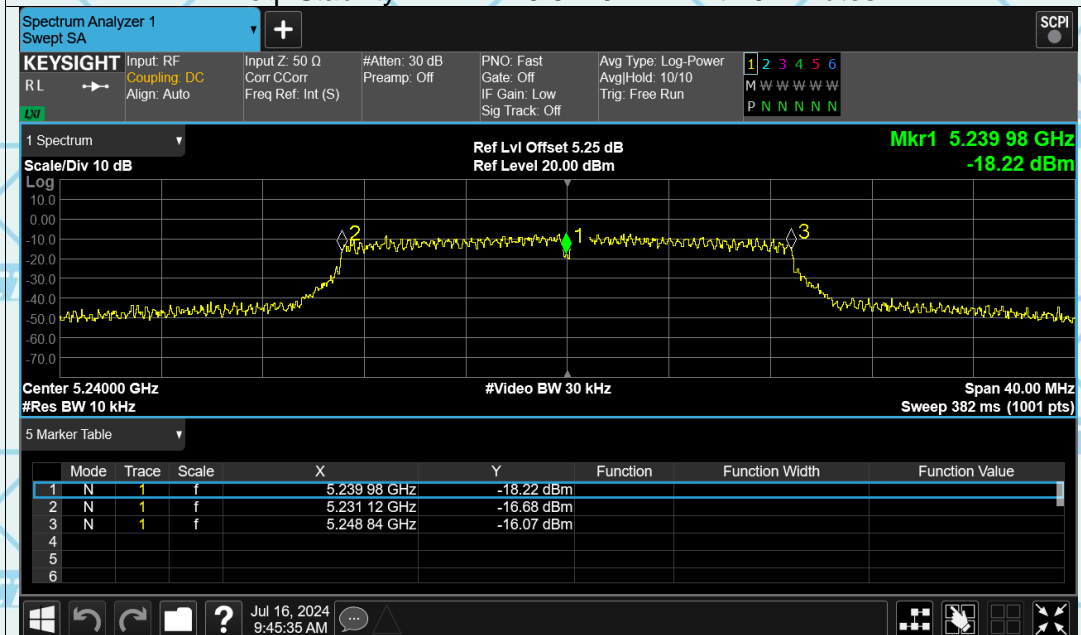 Spectrum Analyzer 1
Swept SA
+
SCPI
KEYSIGHT
R L
LXI
Input: RF
Coupling: DC
Align: Auto
Input Z: 50 Ω
Corr CCorr
Freq Ref: Int (S)
#Atten: 30 dB
Preamp: Off
PNO: Fast
Gate: Off
IF Gain: Low
Sig Track: Off
Avg Type: Log-Power
Avg|Hold: 10/10
Trig: Free Run
1 2 3 4 5 6
M W W W W W
P N N N N N
1 Spectrum
Scale/Div 10 dB
Ref Lvl Offset 5.25 dB
Ref Level 20.00 dBm
Mkr1 5.239 98 GHz
-18.22 dBm
Log
10.0
0.00
-10.0
-20.0
-30.0
-40.0
-50.0
-60.0
-70.0
2
1
3
Center 5.24000 GHz
#Video BW 30 kHz
Span 40.00 MHz
#Res BW 10 kHz
Sweep 382 ms (1001 pts)
5 Marker Table
Mode Trace Scale X Y Function Function Width Function Value
1 N 1 f 5.239 98 GHz -18.22 dBm
2 N 1 f 5.231 12 GHz -16.68 dBm
3 N 1 f 5.248 84 GHz -16.07 dBm
4
5
6
?
Jul 16, 2024
9:45:35 AM